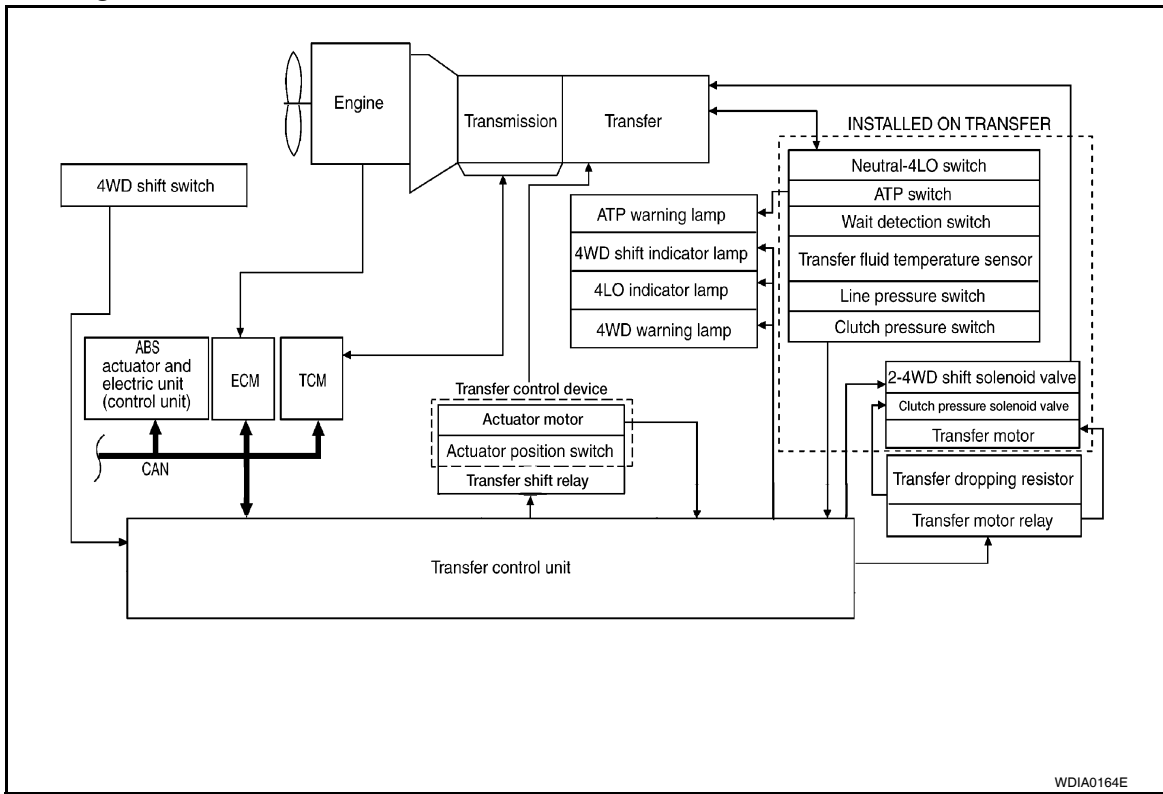 Engine
Transmission
Transfer
INSTALLED ON TRANSFER
Neutral-4LO switch
ATP switch
Wait detection switch
Transfer fluid temperature sensor
Line pressure switch
Clutch pressure switch
4WD shift switch
ATP warning lamp
4WD shift indicator lamp
4LO indicator lamp
4WD warning lamp
ABS
actuator and
electric unit
(control unit)
ECM
TCM
CAN
Transfer control device
Actuator motor
Actuator position switch
Transfer shift relay
2-4WD shift solenoid valve
Clutch pressure solenoid valve
Transfer motor
Transfer dropping resistor
Transfer motor relay
Transfer control unit
WDIA0164E